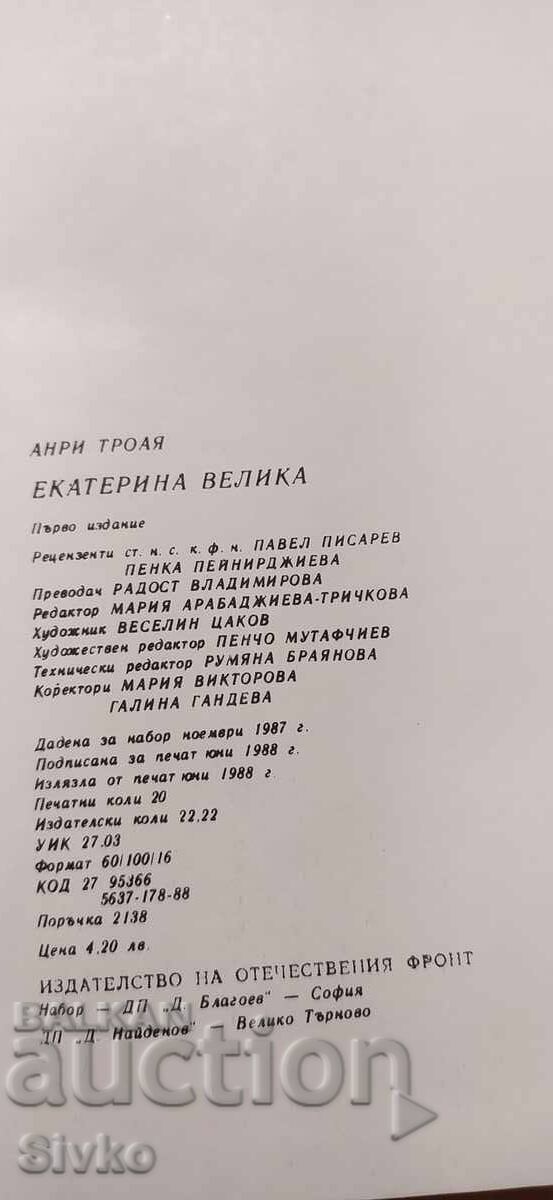 АНРИ ТРОАЯ
ЕКАТЕРИНА ВЕЛИКА
Първо издание
Рецензенти ст. н. с. к. ф. н. ПАВЕЛ ПИСАРЕВ
ПЕНКА ПЕЙНИРДЖИЕВА
Преводач РАДОСТ ВЛАДИМИРОВА
Редактор МАРИЯ АРАБАДЖИЕВА-ТРИЧКОВА
Художник ВЕСЕЛИН ЦАКОВ
Художествен редактор ПЕНЧО МУТАФЧИЕВ
Технически редактор РУМЯНА БРАЯНОВА
Коректори МАРИЯ ВИКТОРОВА
ГАЛИНА ГАНДЕВА
Дадена за набор ноември 1987 г.
Подписана за печат юни 1988 г.
Излязла от печат юни 1988 г
Печатни коли 20
Издателски коли 22,22
УИК 27.03
Формат 60/100/16
КОД 27 95366
5637-178-88
Поръчка 2138
Цена 4.20 лв.
ИЗДАТЕЛСТВО НА ОТЕЧЕСТВЕНИЯ ФРОНТ
Набор — ДП „Д. Благоев" — София
ДП „Д. Найденов" — Велико Търново
BALKAN
auction
Sivko